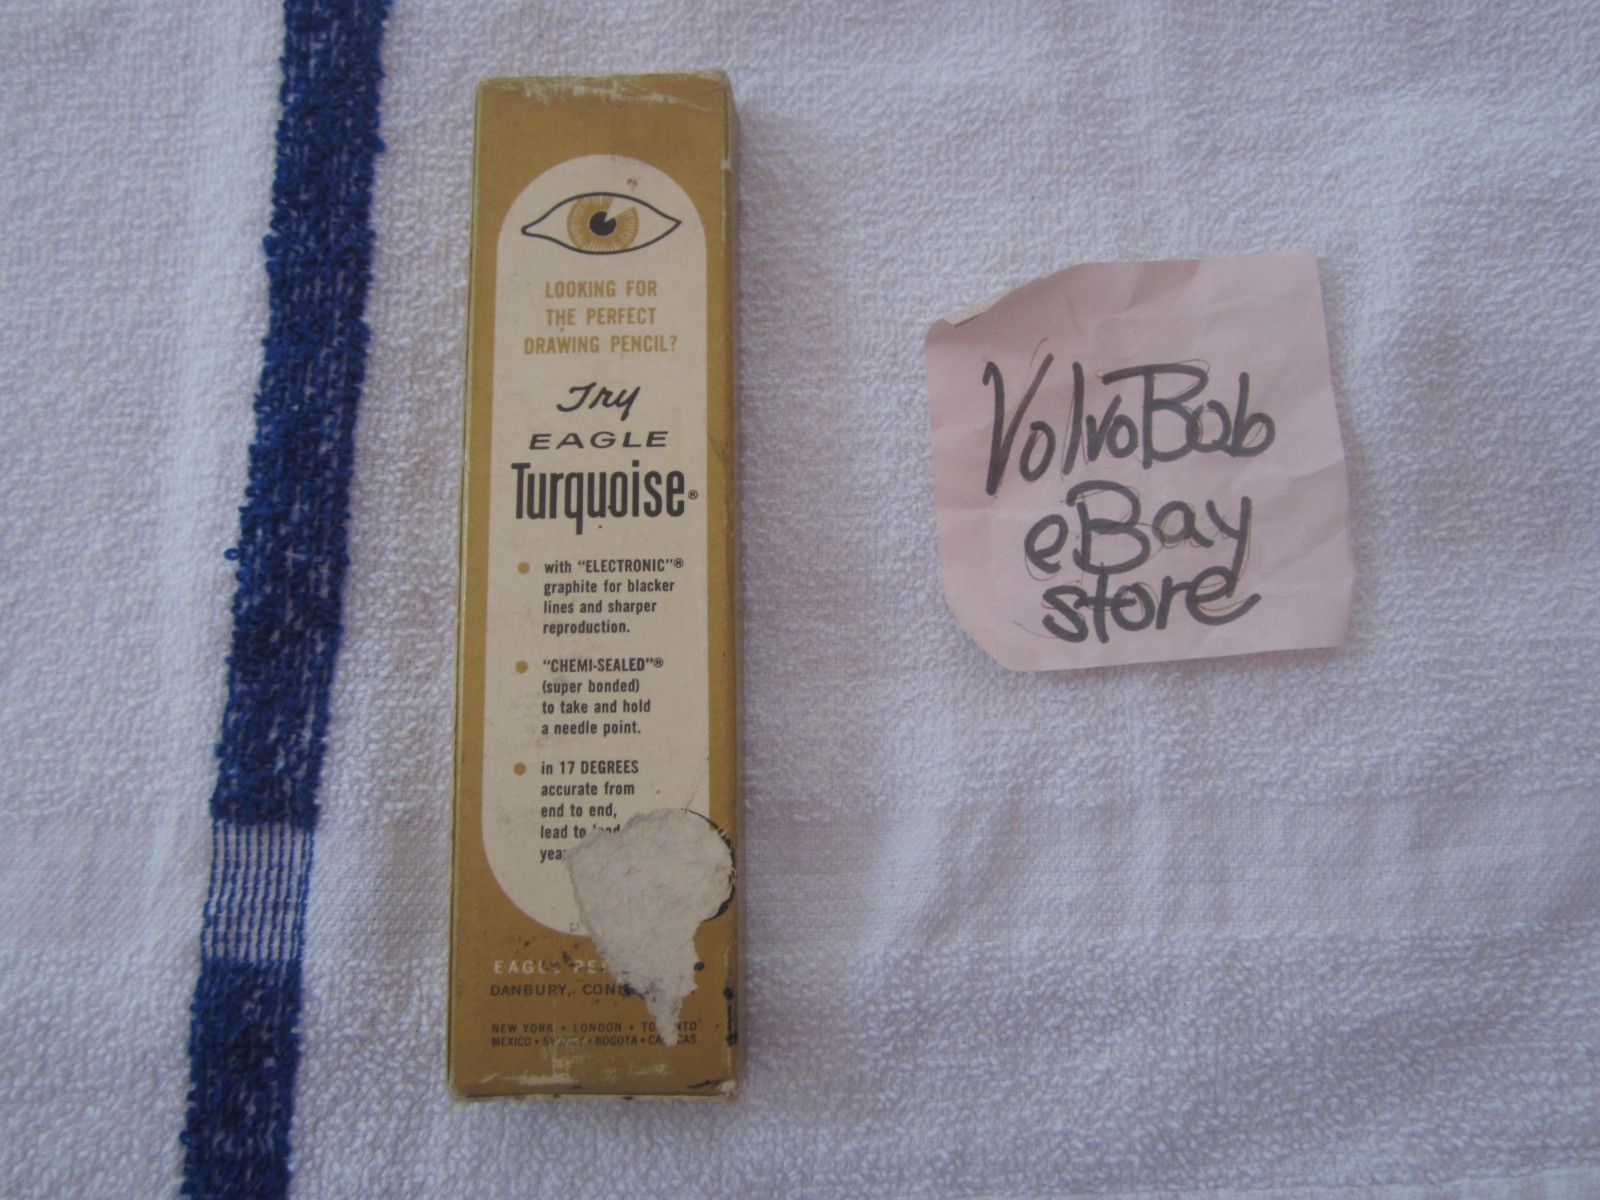 LOOKING FOR
THE PERFECT
DRAWING PENCIL?
Try
EAGLE
Turquoise®
• with "ELECTRONIC"®
graphite for blacker
lines and sharper
reproduction.
• "CHEMI-SEALED"®
(super bonded)
to take and hold
a needle point.
• in 17 DEGREES
accurate from
end to end,
lead to
EAGLE
DANBURY,
NEW YORK • LONDON •
MEXICO • • BOGOTA •
VolvoBob
eBay
store